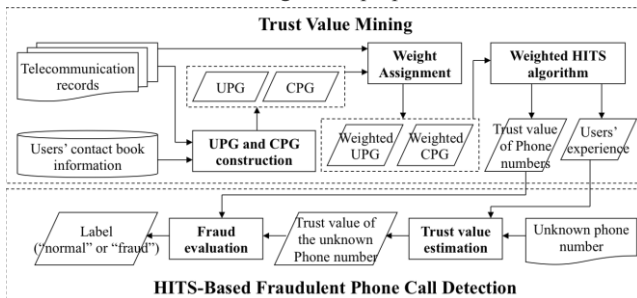 Trust Value Mining
Telecommunication
records
UPG
CPG
Weight
Assignment
Weighted HITS
algorithm
Users' contact book
information
UPG and CPG
construction
Weighted
UPG
Weighted
CPG
Trust value
of Phone
numbers
Users'
experience
Label
("normal" or "fraud")
Fraud
evaluation
Trust value of
the unknown
Phone number
Trust value
estimation
Unknown phone
number
HITS-Based Fraudulent Phone Call Detection